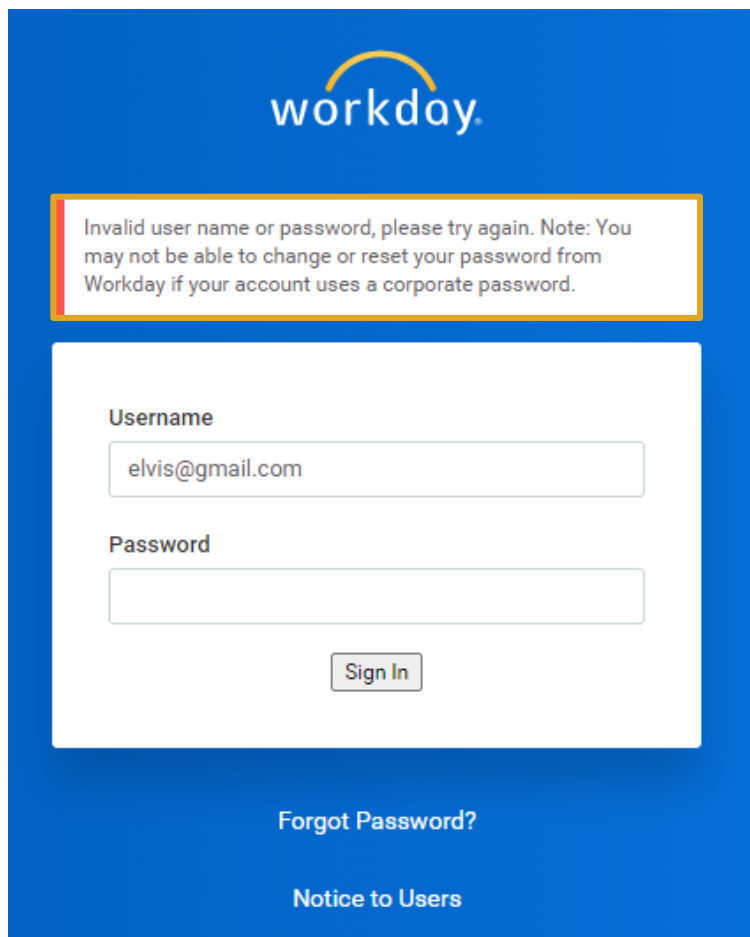 workday.
Invalid user name or password, please try again. Note: You
may not be able to change or reset your password from
Workday if your account uses a corporate password.
Username
elvis@gmail.com
Password
Sign In
Forgot Password?
Notice to Users